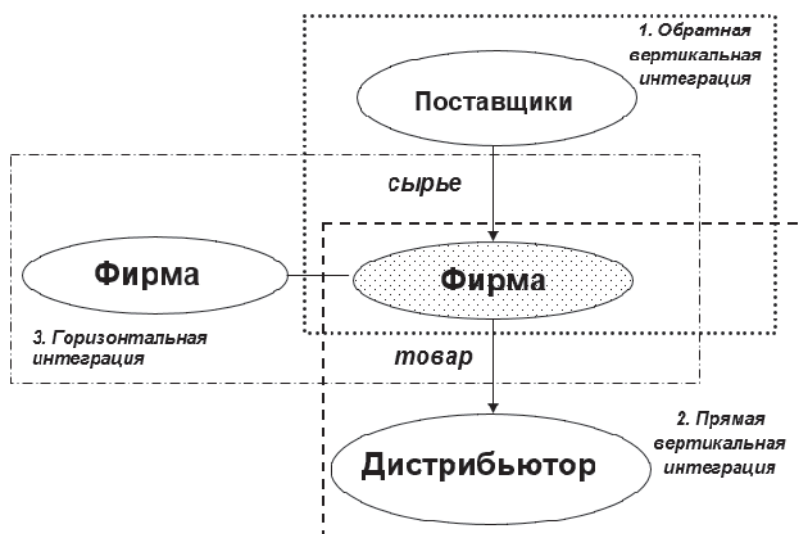 1. Обратная
вертикальная
интеграция
Поставщики
сырье
Фирма
Фирма
3. Горизонтальная
интеграция
товар
2. Прямая
вертикальная
интеграция
Дистрибьютор